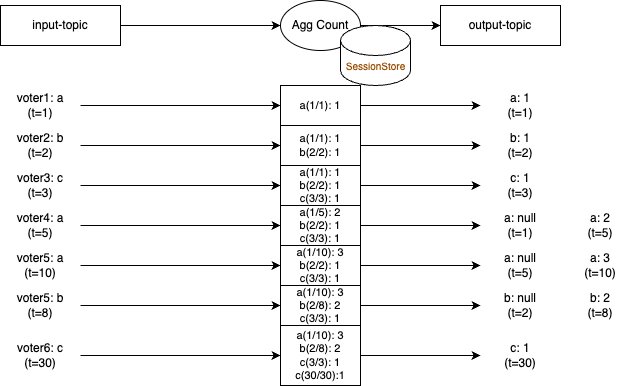 input-topic
Agg Count
output-topic
SessionStore
voter1: a
(t=1)
a(1/1): 1
a: 1
(t=1)
voter2: b
(t=2)
a(1/1): 1
b(2/2): 1
b: 1
(t=2)
voter3: c
(t=3)
a(1/1): 1
b(2/2): 1
c(3/3): 1
c: 1
(t=3)
voter4: a
(t=5)
a(1/5): 2
b(2/2): 1
c(3/3): 1
a: null
(t=1)
a: 2
(t=5)
voter5: a
(t=10)
a(1/10): 3
b(2/2): 1
c(3/3): 1
a: null
(t=5)
a: 3
(t=10)
voter5: b
(t=8)
a(1/10): 3
b(2/8): 2
c(3/3): 1
b: null
(t=2)
b: 2
(t=8)
voter6: c
(t=30)
a(1/10): 3
b(2/8): 2
c(3/3): 1
c(30/30):1
c: 1
(t=30)